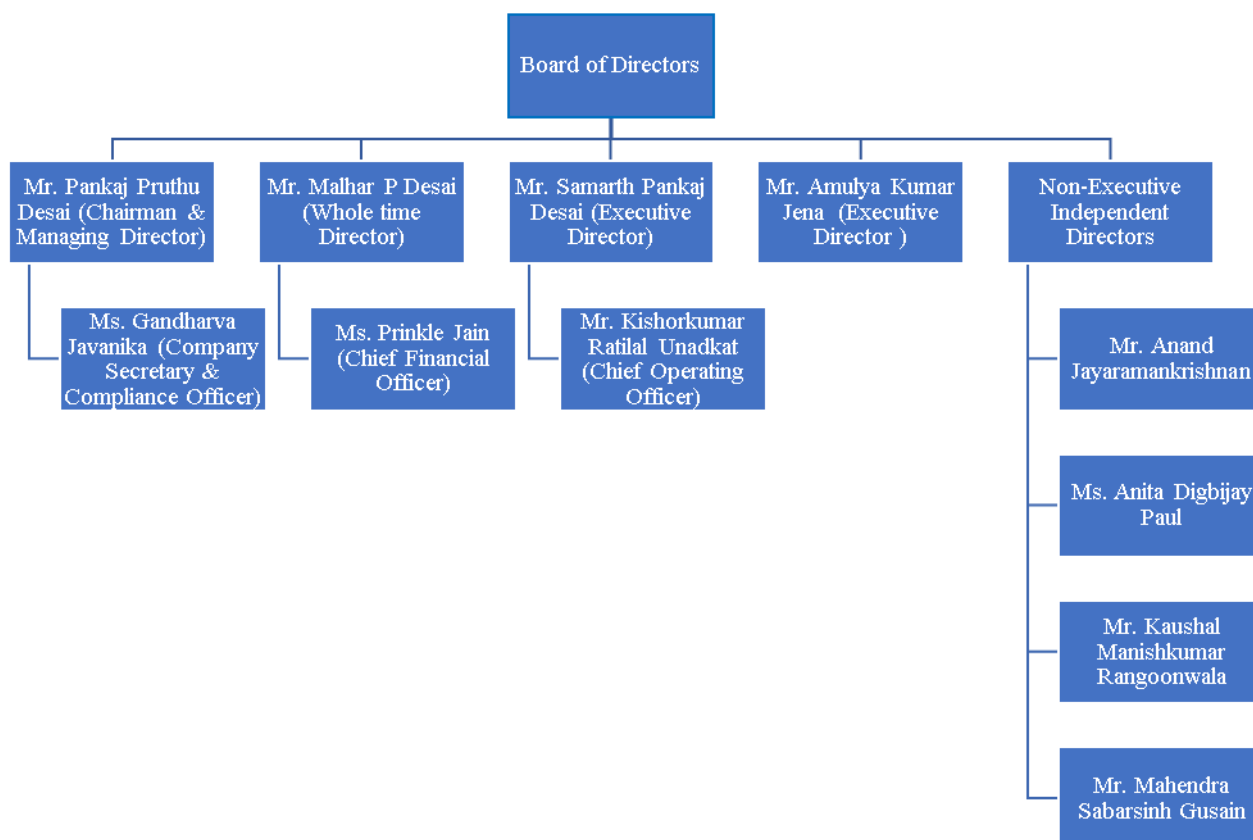 Board of Directors
Mr. Pankaj Pruthu
Desai (Chairman &
Managing Director)
Mr. Malhar P Desai
(Whole time
Director)
Mr. Samarth Pankaj
Desai (Executive
Director)
Mr. Amulya Kumar
Jena (Executive
Director )
Non-Executive
Independent
Directors
Ms. Gandharva
Javanika (Company
Secretary &
Compliance Officer)
Ms. Prinkle Jain
(Chief Financial
Officer)
Mr. Kishorkumar
Ratilal Unadkat
(Chief Operating
Officer)
Mr. Anand
Jayaramankrishnan
Ms. Anita Digbijay
Paul
Mr. Kaushal
Manishkumar
Rangoonwala
Mr. Mahendra
Sabarsinh Gusain